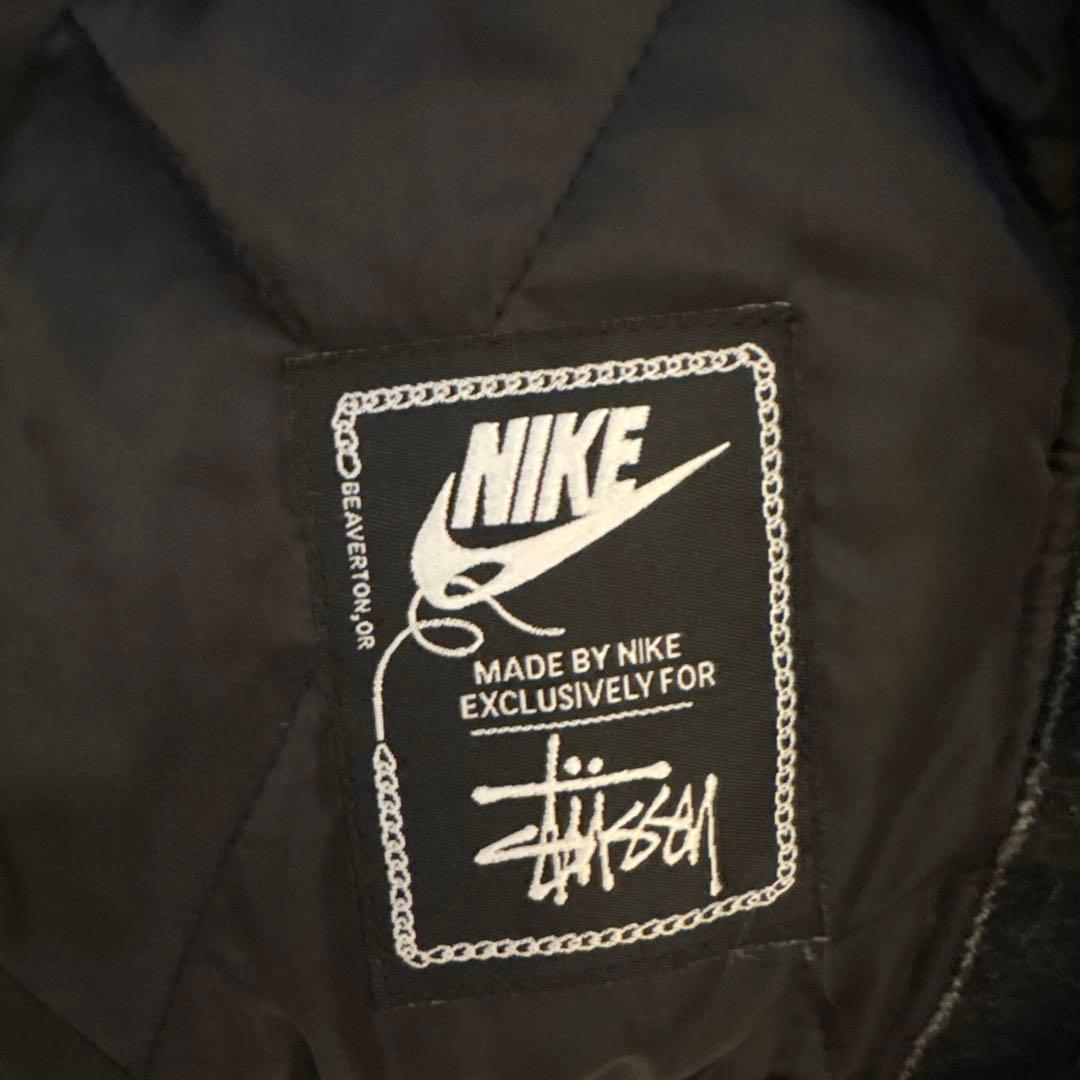 NIKE
BEAVERTON, OR
MADE BY NIKE
EXCLUSIVELY FOR
Stüssy